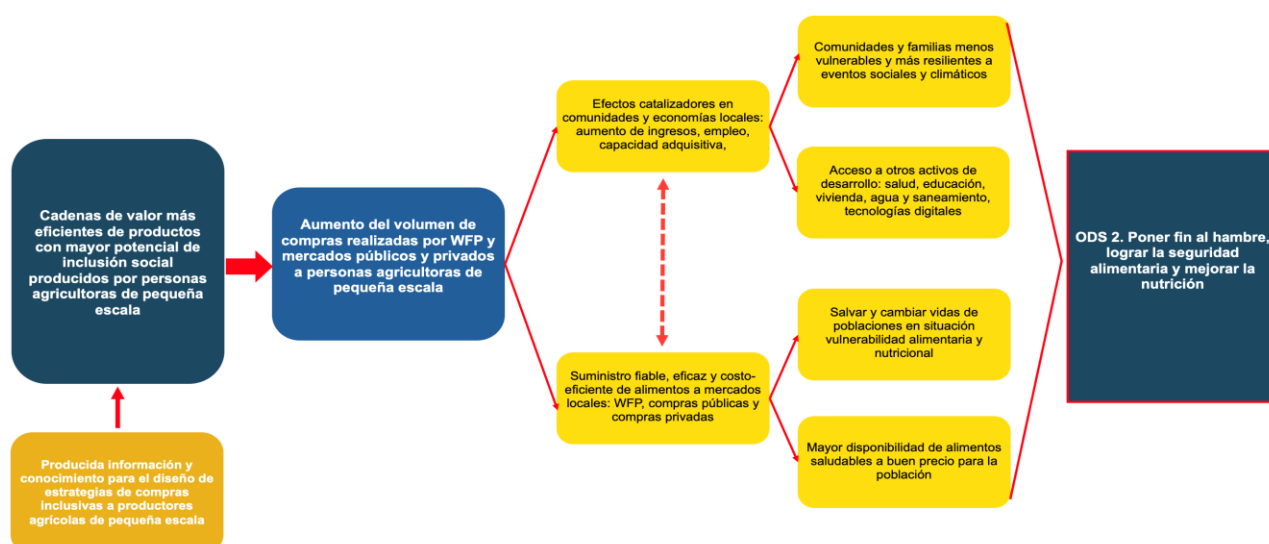 Cadenas de valor más
eficientes de productos
con mayor potencial de
inclusión social
producidos por personas
agricultoras de pequeña
escala
Producida información y
conocimiento para el diseño de
estrategias de compras
inclusivas a productores
agrícolas de pequeña escala
Aumento del volumen de
compras realizadas por WFP y
mercados públicos y privados
a personas agricultoras de
pequeña escala
Efectos catalizadores en
comunidades y economías locales:
aumento de ingresos, empleo,
capacidad adquisitiva,
Suministro fiable, eficaz y costo-
eficiente de alimentos a mercados
locales: WFP, compras públicas y
compras privadas
Comunidades y familias menos
vulnerables y más resilientes a
eventos sociales y climáticos
Acceso a otros activos de
desarrollo: salud, educación,
vivienda, agua y saneamiento,
tecnologías digitales
Salvar y cambiar vidas de
poblaciones en situación
vulnerabilidad alimentaria y
nutricional
Mayor disponibilidad de alimentos
saludables a buen precio para la
población
ODS 2. Poner fin al hambre,
lograr la seguridad
alimentaria y mejorar la
nutrición